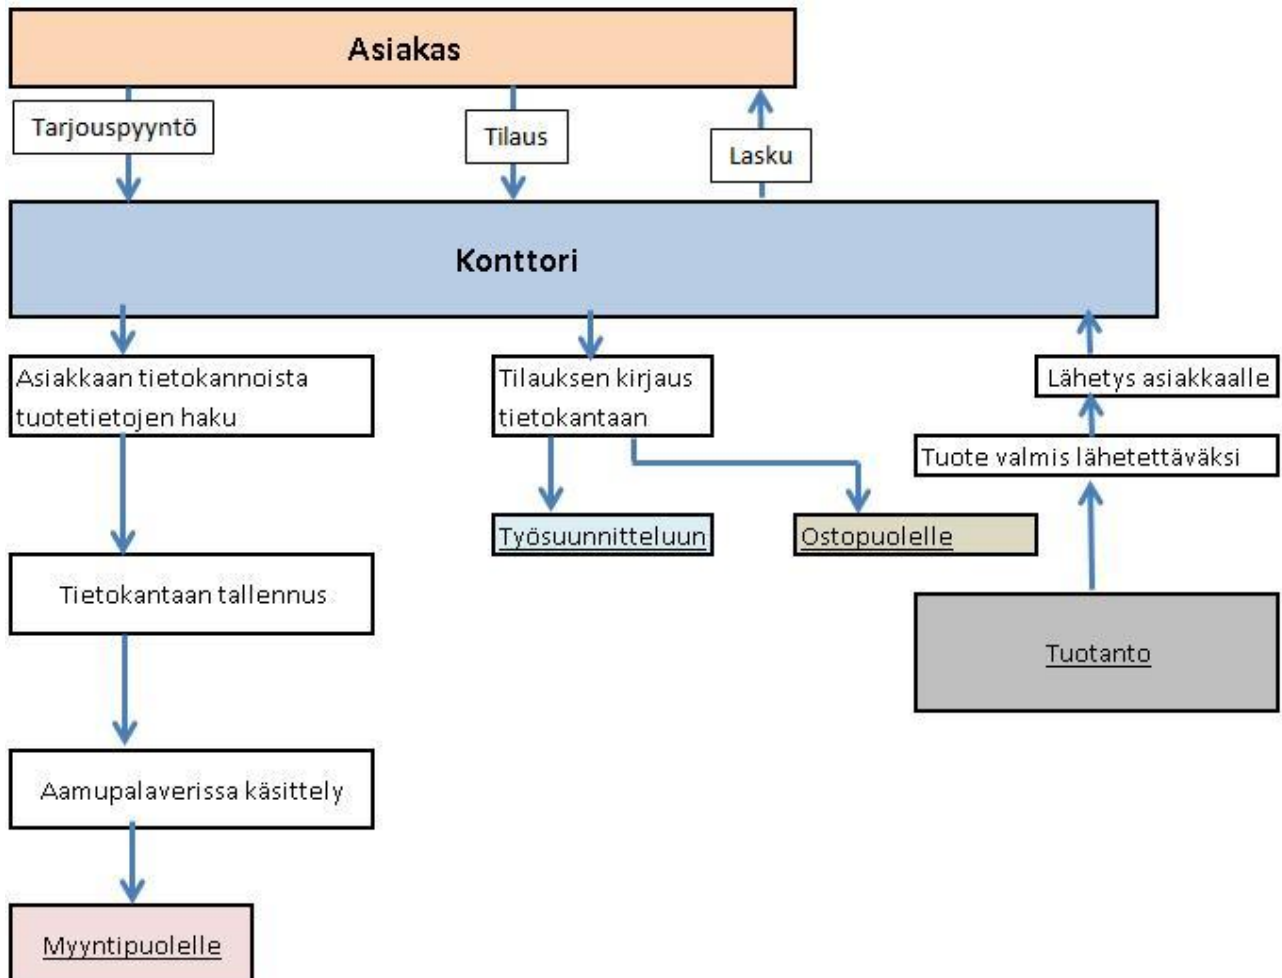 Asiakas
Tarjouspyyntö
Tilaus
Lasku
Konttori
Asiakkaan tietokannoista
tuotetietojen haku
Tilauksen kirjaus
tietokantaan
Lähetys asiakkaalle
Tuote valmis lähetettäväksi
Työsuunnitteluun
Ostopuolelle
Tietokantaan tallennus
Tuotanto
Aamupalaverissa käsittely
Myyntipuolelle